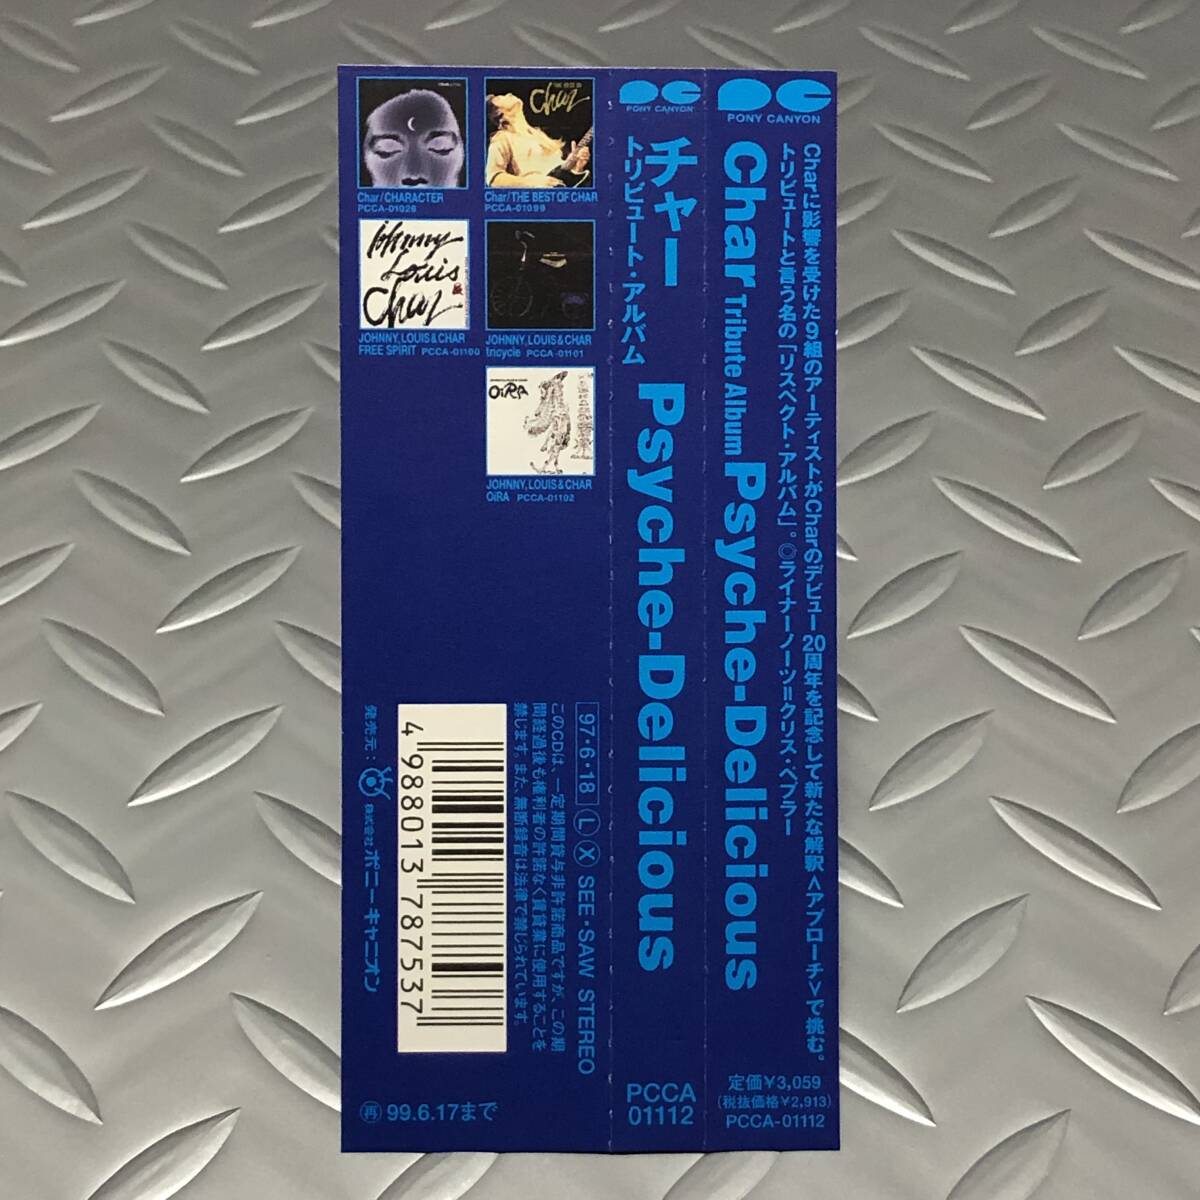 PONY CANYON
Char Tribute Album Psyche-Delicious
Charに影響を受けた9組のアーティストがCharのデビュー20周年を記念して新たな解釈<アプローチ>で挑む。
トリビュートと言う名の「リスペクト・アルバム」。◎ライナーノーツ=クリス・ペプラー
定価¥3,059
(税抜価格¥2,913)
PCCA-01112
PONY CANYON
チャー
トリビュート・アルバム
Psyche-Delicious
PCCA
01112
Char
Char/CHARACTER
PCCA-01026
THE BEST OF
Char
Char/THE BEST OF CHAR
PCCA-01099
Johnny
Louis
Char
JOHNNY, LOUIS & CHAR
FREE SPIRIT PCCA-01100
JOHNNY, LOUIS & CHAR
tricycle PCCA-01101
OiRA
JOHNNY, LOUIS & CHAR
OiRA PCCA-01102
97・6・18 L X SEE・SAW STEREO
このCDは、一定期間貸与非許諾商品ですが、この期
間経過後も権利者の許諾なく賃貸業に使用することを
禁じます。また、無断録音は法律で禁じられています。
4988013787537
発売元: 株式会社ポニーキャニオン
再 99.6.17まで